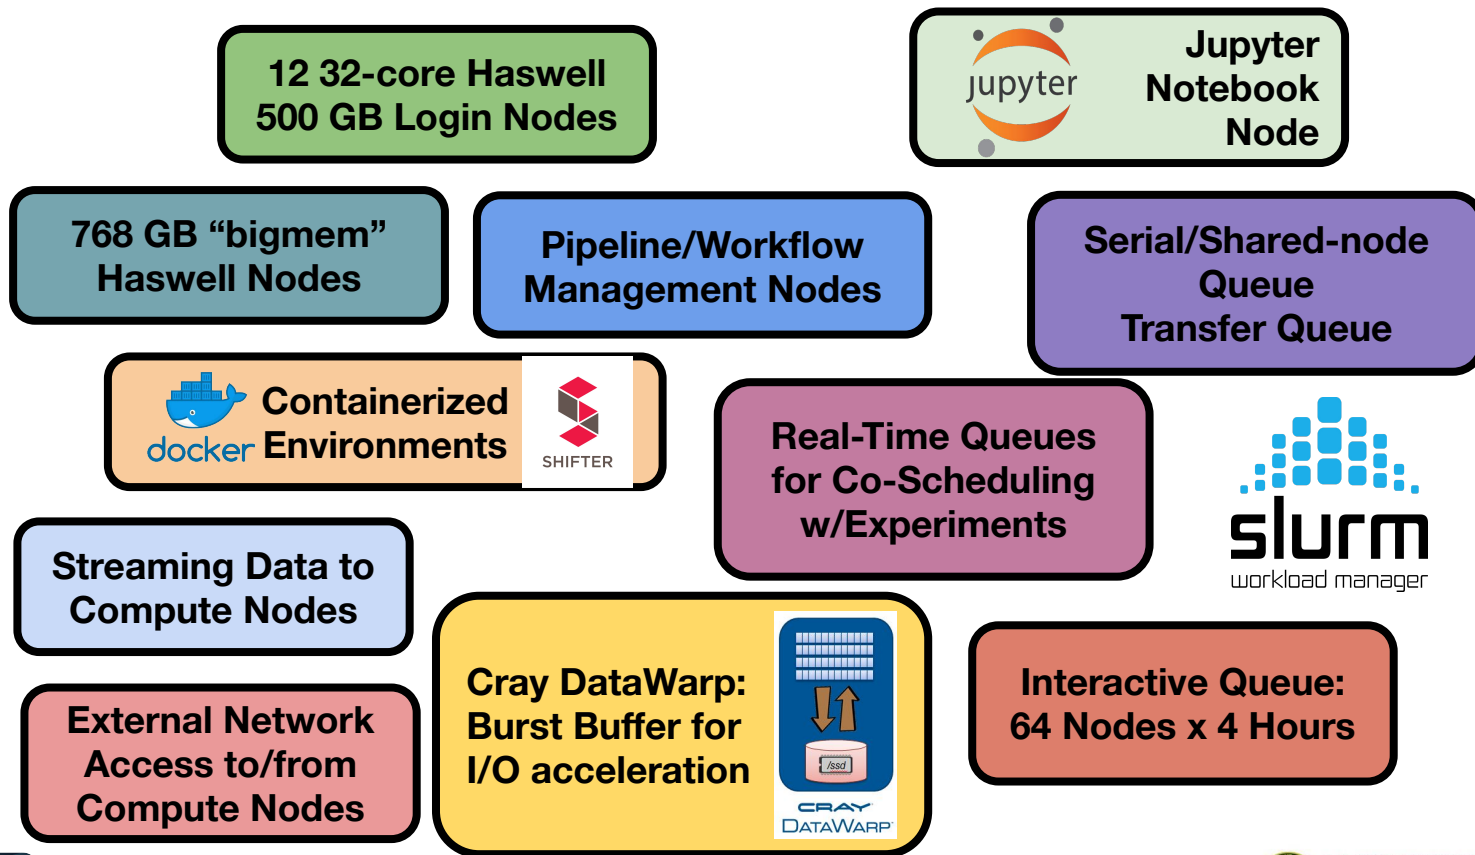 12 32-core Haswell
500 GB Login Nodes
jupyter
Jupyter
Notebook
Node
768 GB “bigmem”
Haswell Nodes
Pipeline/Workflow
Management Nodes
Serial/Shared-node
Queue
Transfer Queue
docker
Containerized
Environments
SHIFTER
Real-Time Queues
for Co-Scheduling
w/Experiments
slurm
workload manager
Streaming Data to
Compute Nodes
Cray DataWarp:
Burst Buffer for
I/O acceleration
/ssd
CRAY
DATAWARP
Interactive Queue:
64 Nodes x 4 Hours
External Network
Access to/from
Compute Nodes